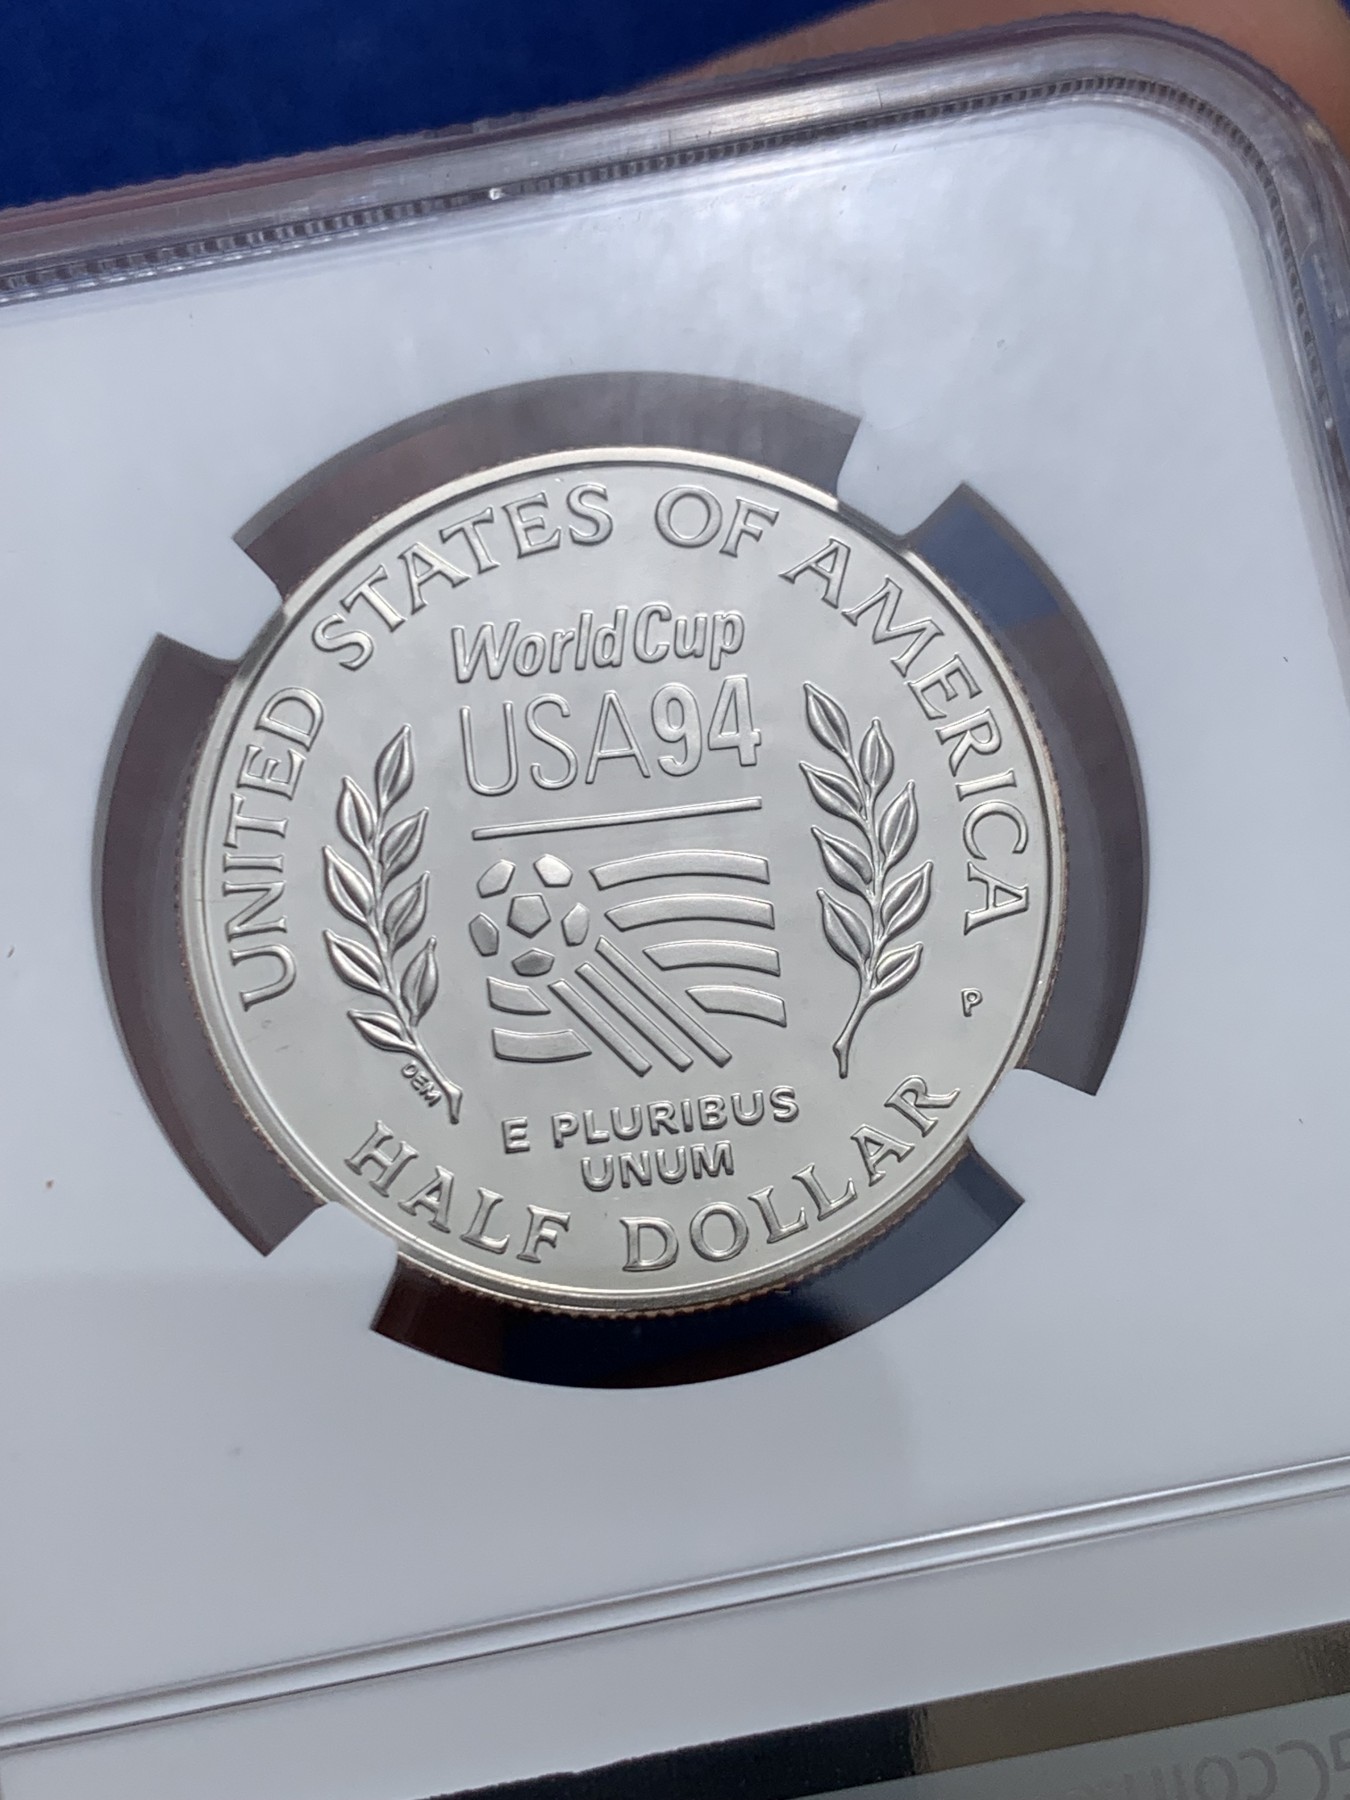 UNITED STATES OF AMERICA
WorldCup
USA94
P
DEM
E PLURIBUS
UNUM
HALF DOLLAR